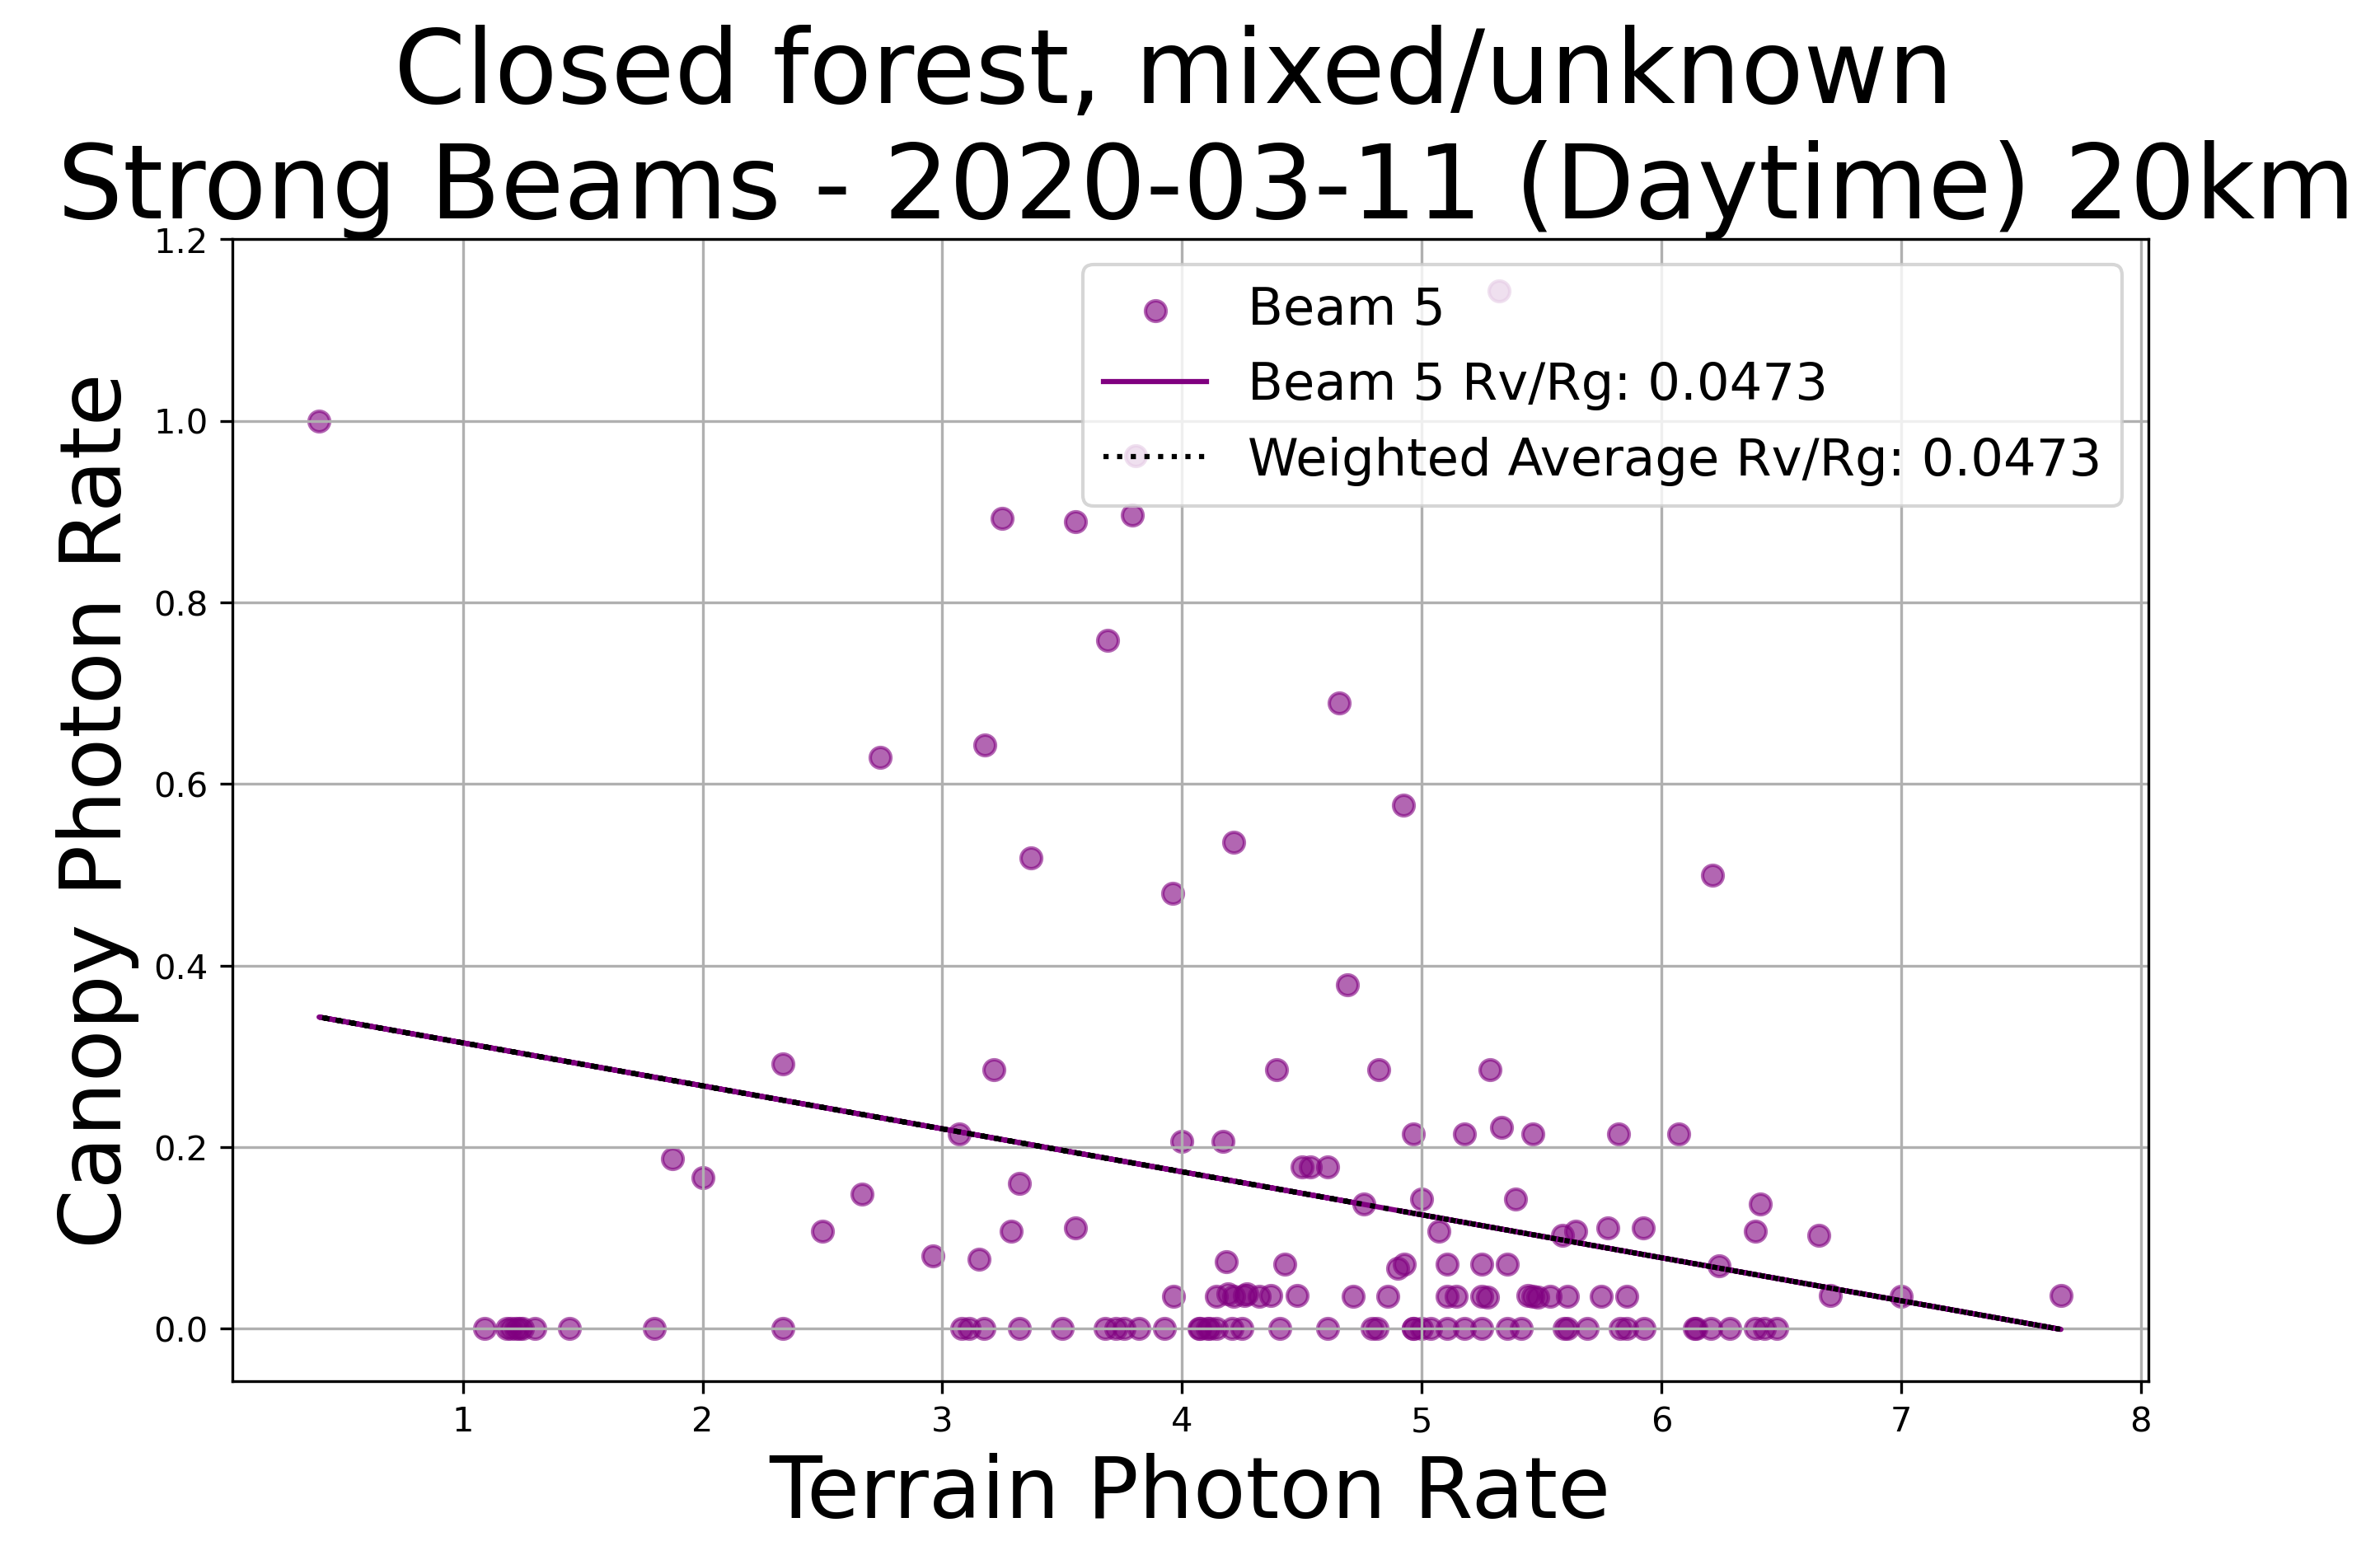 Closed forest, mixed/unknown
Strong Beams - 2020-03-11 (Daytime) 20km
Canopy Photon Rate
1.2
1.0
0.8
0.6
0.4
0.2
0.0
Beam 5
Beam 5 Rv/Rg: 0.0473
Weighted Average Rv/Rg: 0.0473
1 2 3 4 5 6 7 8
Terrain Photon Rate